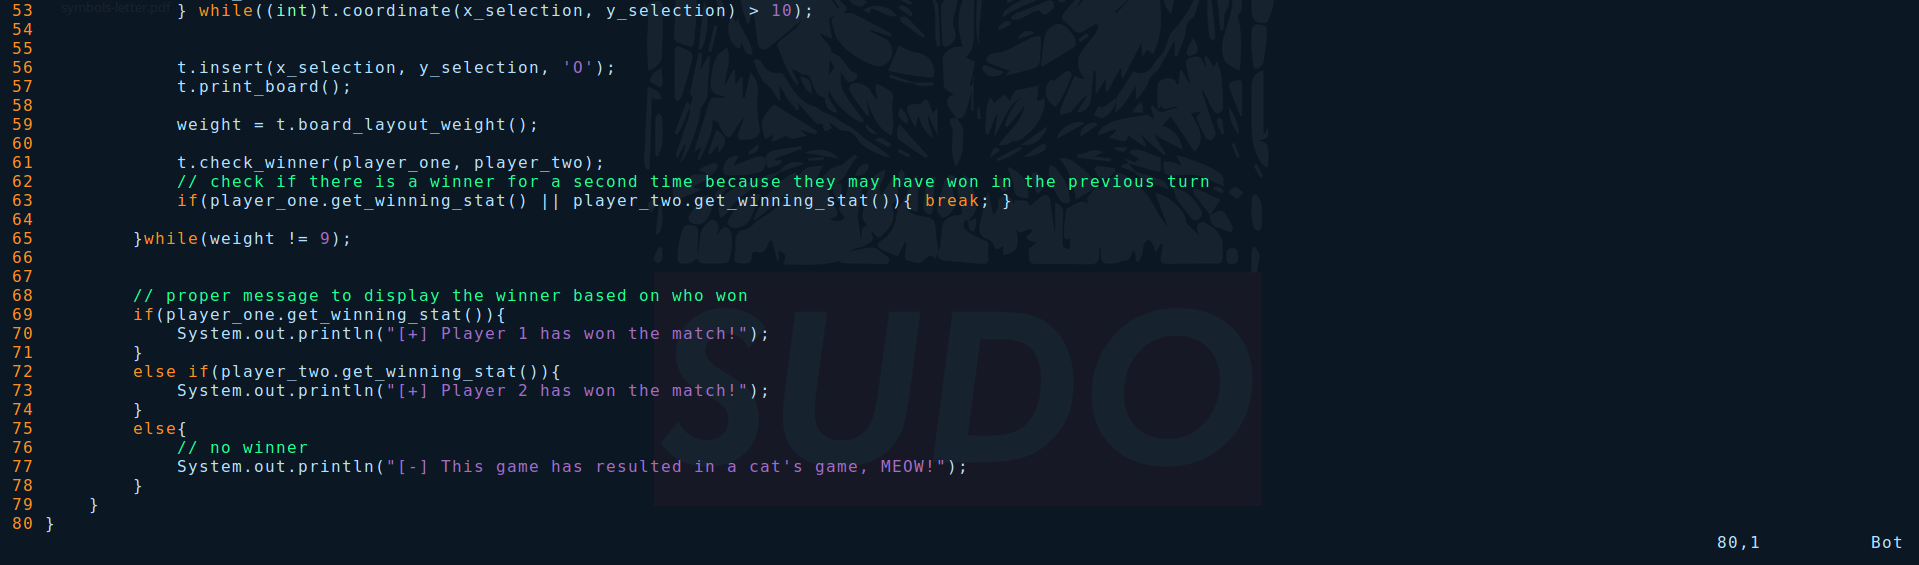 symbols-letter.pdf
53 } while((int)t.coordinate(x_selection, y_selection) > 10);
54
55
56 t.insert(x_selection, y_selection, 'O');
57 t.print_board();
58
59 weight = t.board_layout_weight();
60
61 t.check_winner(player_one, player_two);
62 // check if there is a winner for a second time because they may have won in the previous turn
63 if(player_one.get_winning_stat() || player_two.get_winning_stat()){ break; }
64
65 }while(weight != 9);
66
67
68 // proper message to display the winner based on who won
69 if(player_one.get_winning_stat()){
70 System.out.println("[+] Player 1 has won the match!");
71 }
72 else if(player_two.get_winning_stat()){
73 System.out.println("[+] Player 2 has won the match!");
74 }
75 else{
76 // no winner
77 System.out.println("[-] This game has resulted in a cat's game, MEOW!");
78 }
79 }
80 }
SUDO
80,1 Bot